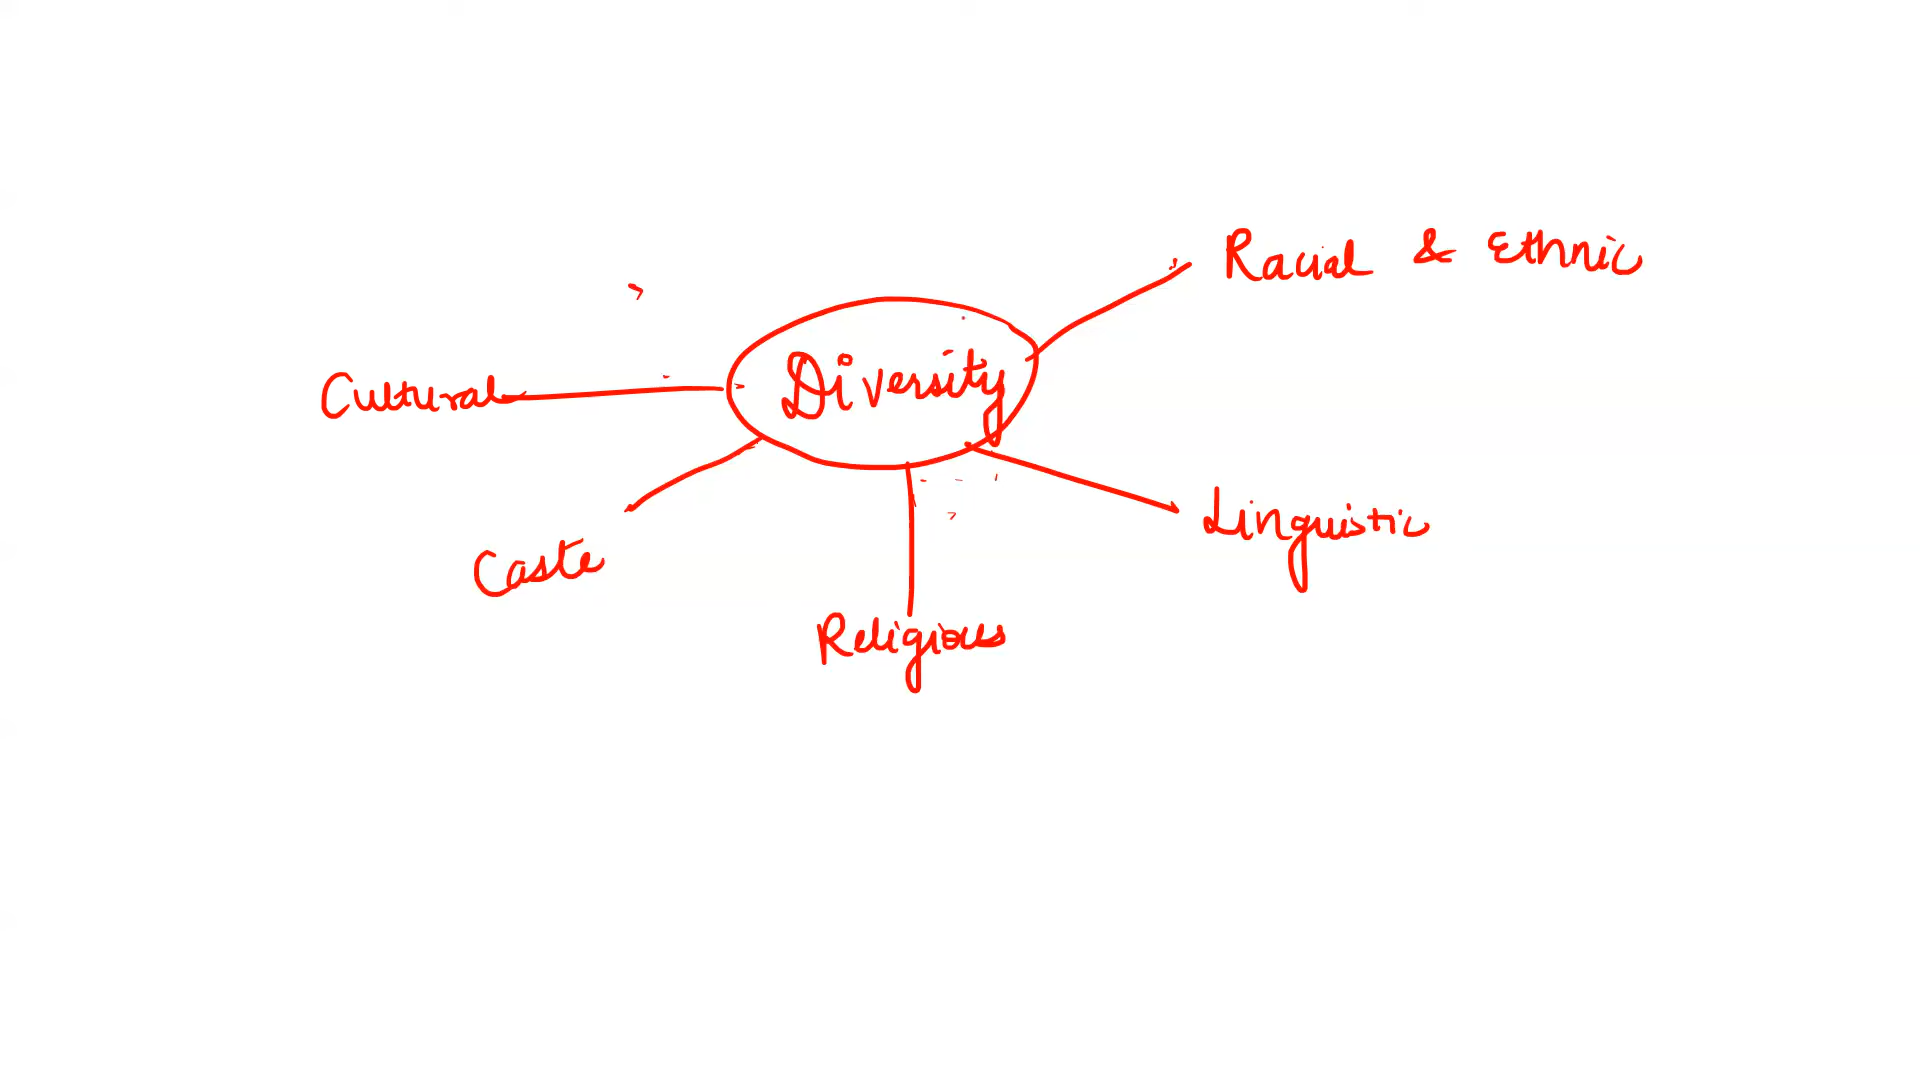 Racial & Ethnic
Diversity
Cultural
Linguistic
Caste
Religious